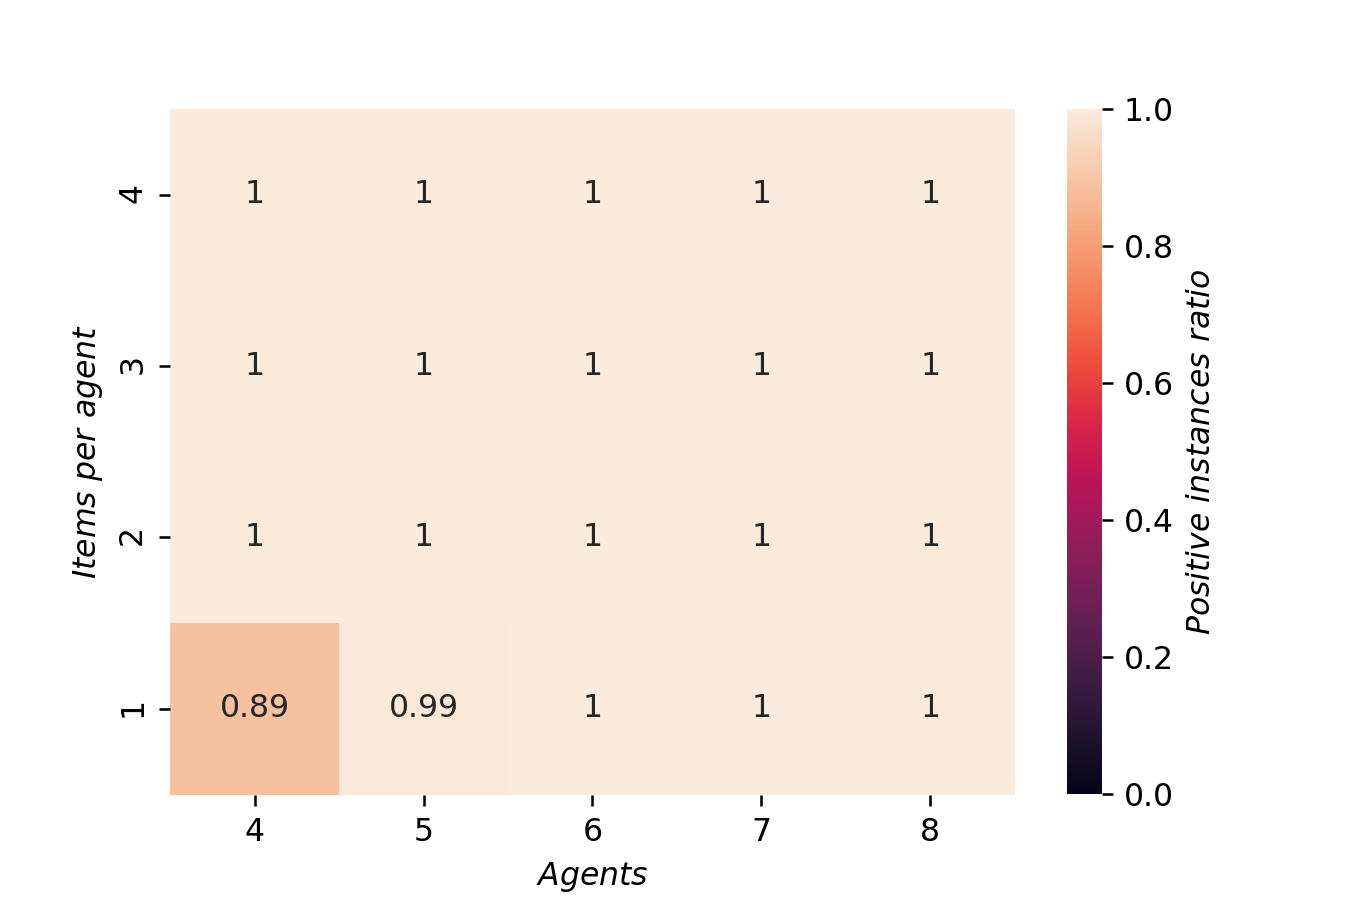 4 1 1 1 1 1
3 1 1 1 1 1
2 1 1 1 1 1
1 0.89 0.99 1 1 1
4 5 6 7 8
Agents
Items per agent
1.0
0.8
0.6
0.4
0.2
0.0
Positive instances ratio